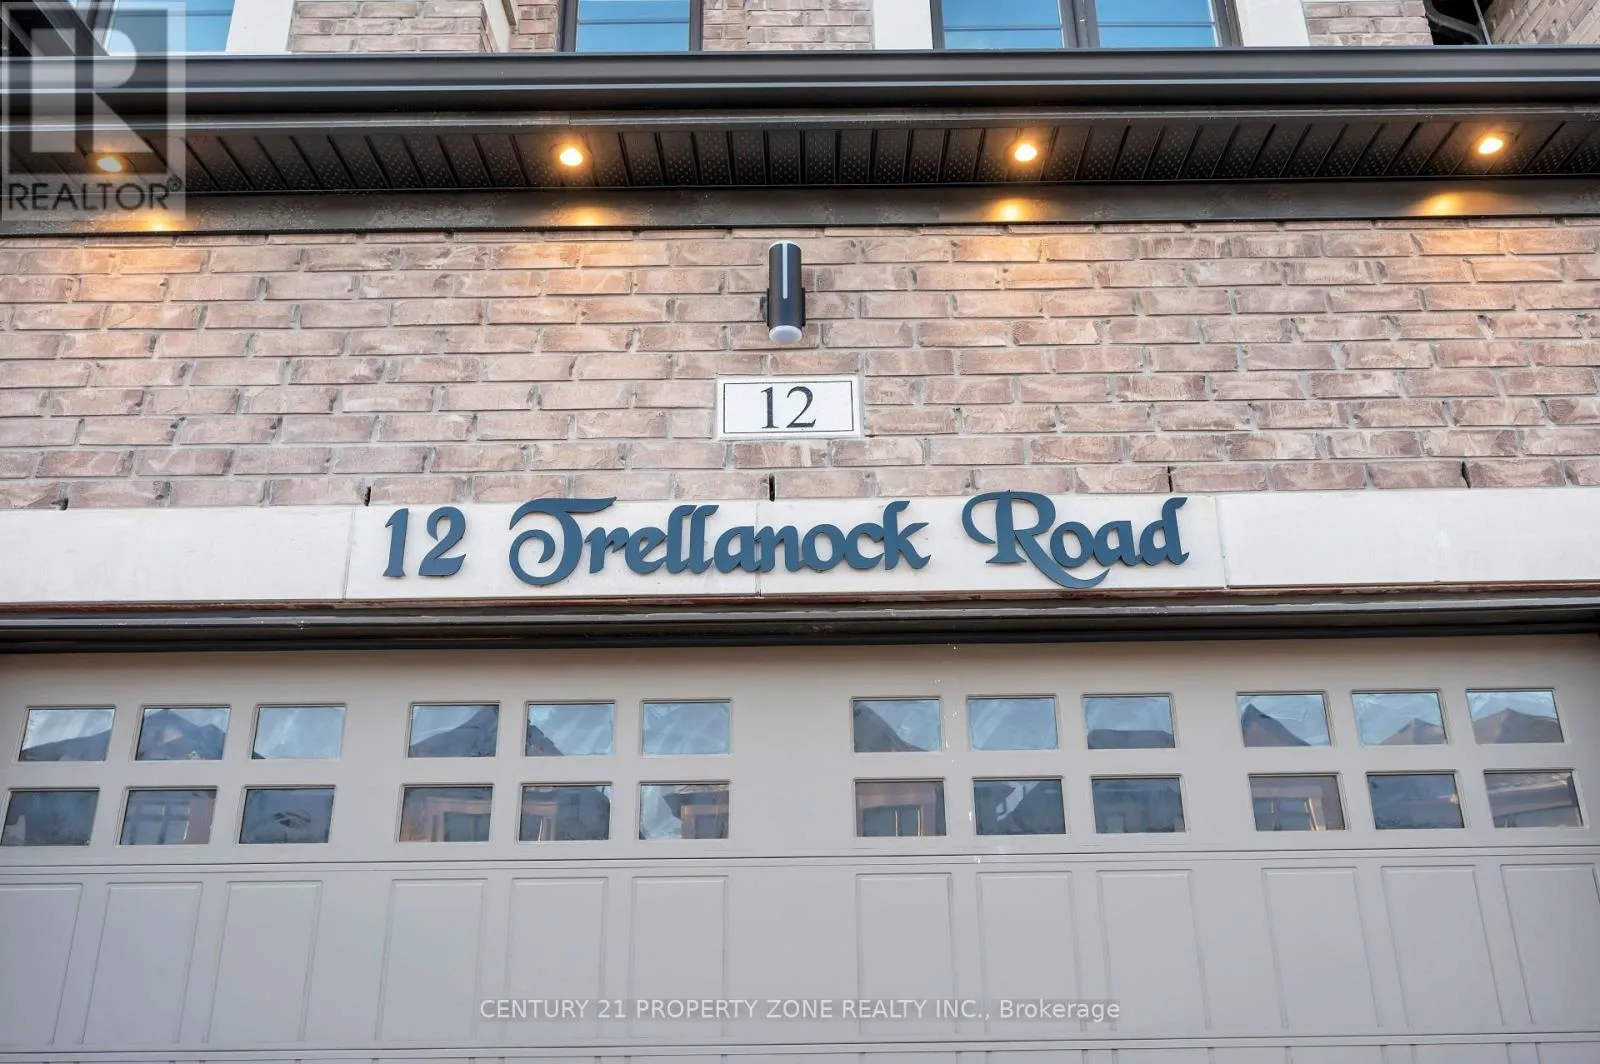 REALTOR®
12
12 Trellanock Road
CENTURY 21 PROPERTY ZONE REALTY INC., Brokerage